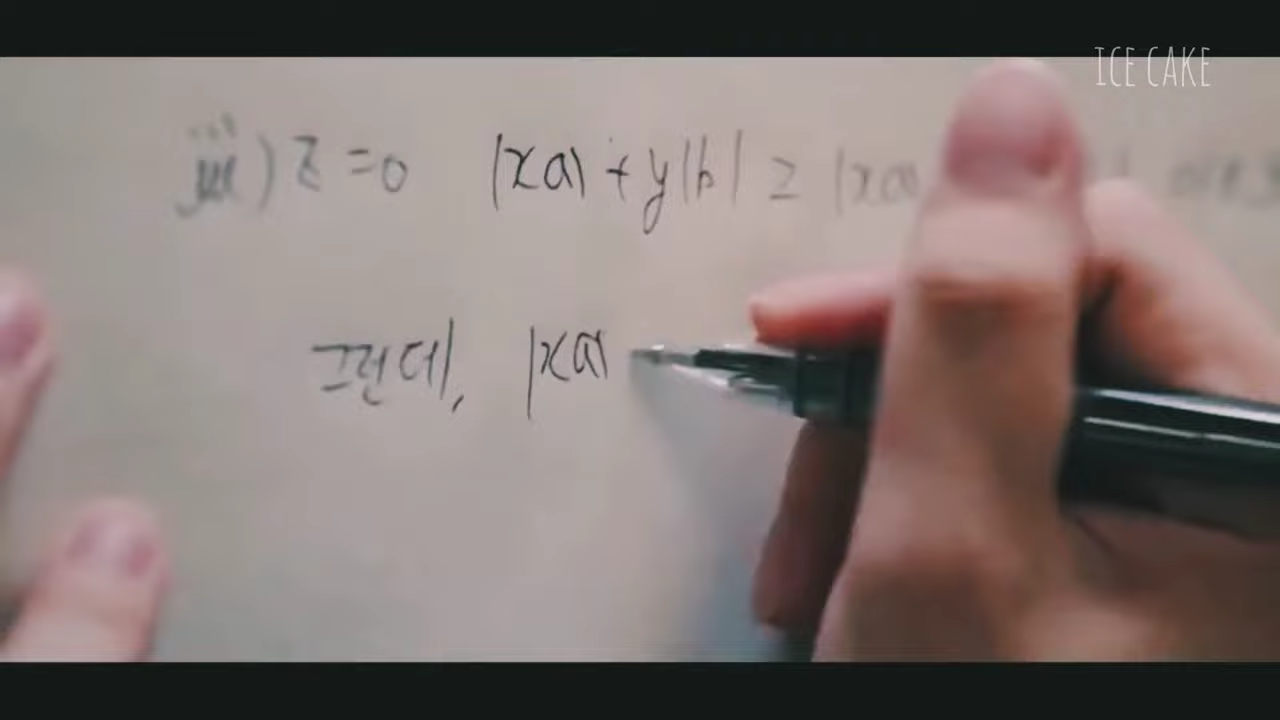 ICE CAKE
iii) z=0 |xa|+y|b| ≥ |xa
그런데, |xa|